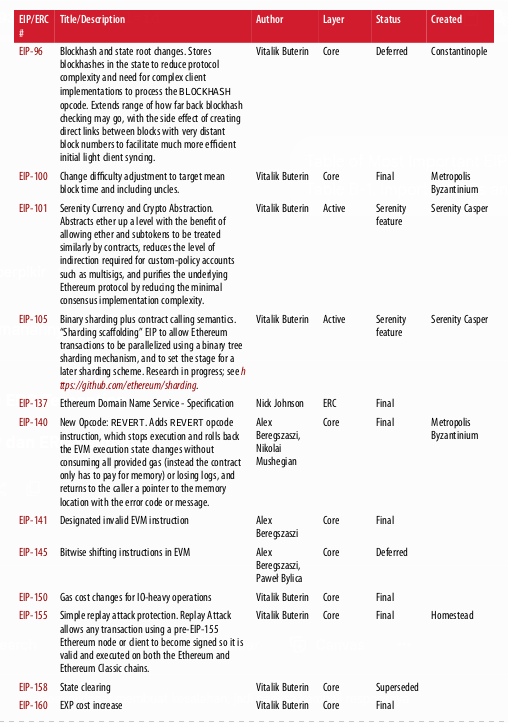 EIP/ERC # Title/Description Author Layer Status Created
EIP-96 Blockhash and state root changes. Stores Vitalik Buterin Core Deferred Constantinople
blockhashes in the state to reduce protocol
complexity and need for complex client
implementations to process the BLOCKHASH
opcode. Extends range of how far back blockhash
checking may go, with the side effect of creating
direct links between blocks with very distant
block numbers to facilitate much more efficient
initial light client syncing.
EIP-100 Change difficulty adjustment to target mean Vitalik Buterin Core Final Metropolis
block time and including uncles. Byzantinium
EIP-101 Serenity Currency and Crypto Abstraction. Vitalik Buterin Active Serenity Serenity Casper
Abstracts ether up a level with the benefit of feature
allowing ether and subtokens to be treated
similarly by contracts, reduces the level of
indirection required for custom-policy accounts
such as multisigs, and purifies the underlying
Ethereum protocol by reducing the minimal
consensus implementation complexity.
EIP-105 Binary sharding plus contract calling semantics. Vitalik Buterin Active Serenity Serenity Casper
“Sharding scaffolding” EIP to allow Ethereum feature
transactions to be parallelized using a binary tree
sharding mechanism, and to set the stage for a
later sharding scheme. Research in progress; see h
ttps://github.com/ethereum/sharding.
EIP-137 Ethereum Domain Name Service - Specification Nick Johnson ERC Final
EIP-140 New Opcode: REVERT. Adds REVERT opcode Alex Core Final Metropolis
instruction, which stops execution and rolls back Beregszaszi, Byzantinium
the EVM execution state changes without Nikolai
consuming all provided gas (instead the contract Mushegian
only has to pay for memory) or losing logs, and
returns to the caller a pointer to the memory
location with the error code or message.
EIP-141 Designated invalid EVM instruction Alex Core Final
Beregszaszi
EIP-145 Bitwise shifting instructions in EVM Alex Core Deferred
Beregszaszi,
Paweł Bylica
EIP-150 Gas cost changes for IO-heavy operations Vitalik Buterin Core Final
EIP-155 Simple replay attack protection. Replay Attack Vitalik Buterin Core Final Homestead
allows any transaction using a pre-EIP-155
Ethereum node or client to become signed so it is
valid and executed on both the Ethereum and
Ethereum Classic chains.
EIP-158 State clearing Vitalik Buterin Core Superseded
EIP-160 EXP cost increase Vitalik Buterin Core Final